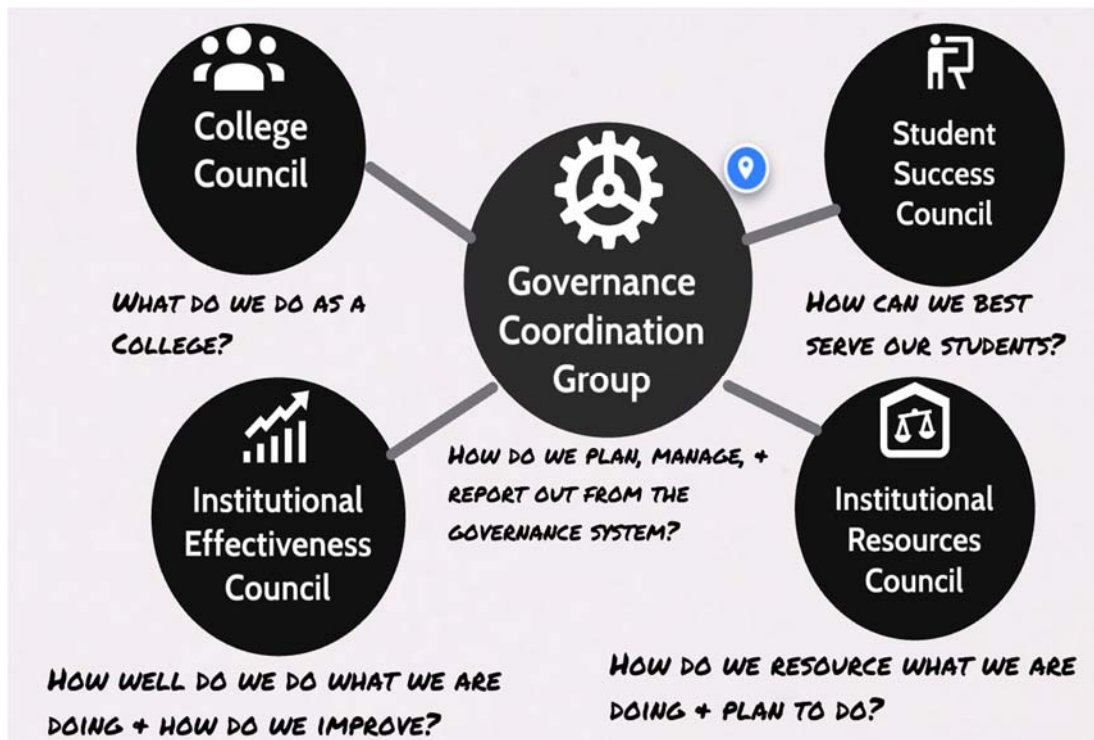 College
Council
WHAT DO WE DO AS A
COLLEGE?
Governance
Coordination
Group
HOW DO WE PLAN, MANAGE, +
REPORT OUT FROM THE
GOVERNANCE SYSTEM?
Student
Success
Council
HOW CAN WE BEST
SERVE OUR STUDENTS?
Institutional
Effectiveness
Council
HOW WELL DO WE DO WHAT WE ARE
DOING + HOW DO WE IMPROVE?
Institutional
Resources
Council
HOW DO WE RESOURCE WHAT WE ARE
DOING + PLAN TO DO?